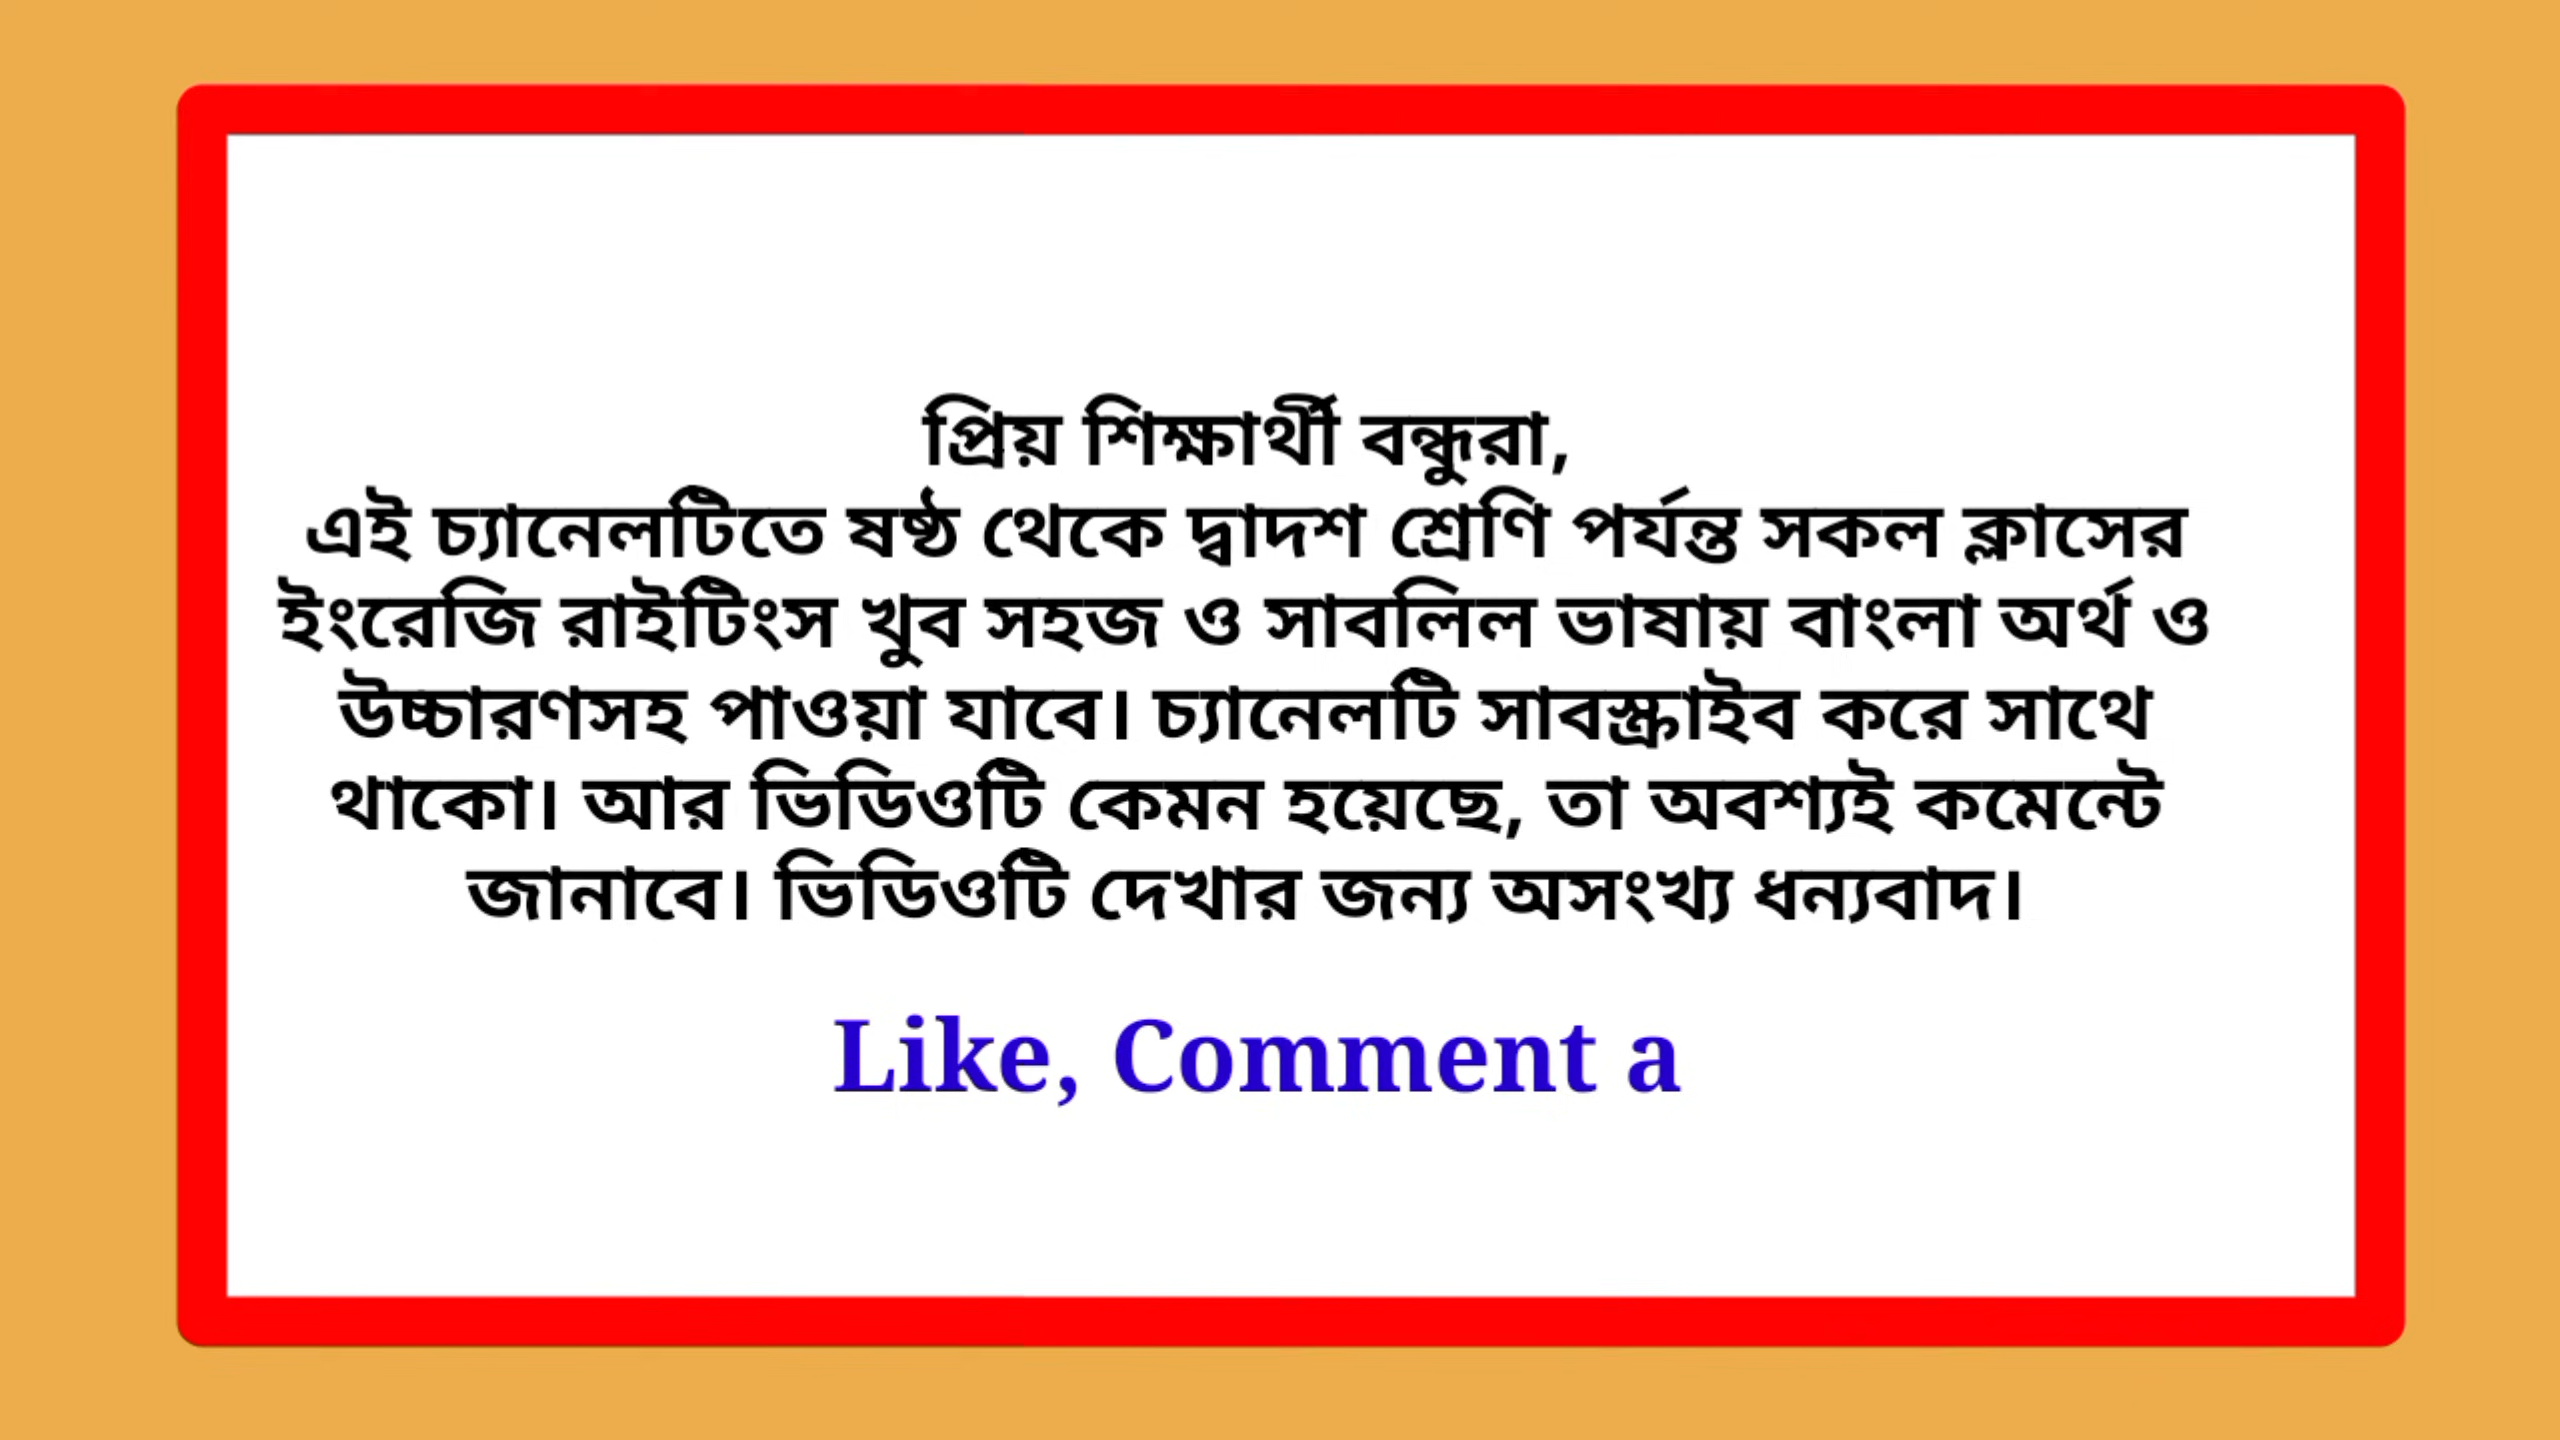 প্রিয় শিক্ষার্থী বন্ধুরা,
এই চ্যানেলটিতে ষষ্ঠ থেকে দ্বাদশ শ্রেণি পর্যন্ত সকল ক্লাসের
ইংরেজি রাইটিংস খুব সহজ ও সাবলিল ভাষায় বাংলা অর্থ ও
উচ্চারণসহ পাওয়া যাবে। চ্যানেলটি সাবস্ক্রাইব করে সাথে
থাকো। আর ভিডিওটি কেমন হয়েছে, তা অবশ্যই কমেন্টে
জানাবে। ভিডিওটি দেখার জন্য অসংখ্য ধন্যবাদ।
Like, Comment a